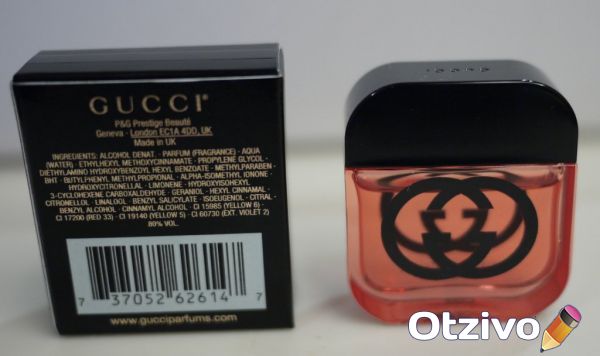 GUCCI®
P&G Prestige Beauté
Geneva - London EC1A 4DD, UK
Made in UK
INGREDIENTS: ALCOHOL DENAT. - PARFUM (FRAGRANCE) - AQUA
(WATER) - ETHYLHEXYL METHOXYCINNAMATE - PROPYLENE GLYCOL -
DIETHYLAMINO HYDROXYBENZOYL HEXYL BENZOATE - METHYLPARABEN -
BHT - BUTYLPHENYL METHYLPROPIONAL - ALPHA-ISOMETHYL IONONE -
HYDROXYCITRONELLAL - LIMONENE - HYDROXYISOHEXYL
3-CYCLOHEXENE CARBOXALDEHYDE - GERANIOL - HEXYL CINNAMAL -
CITRONELLOL - LINALOOL - BENZYL SALICYLATE - ISOEUGENOL - CITRAL -
BENZYL ALCOHOL - CINNAMYL ALCOHOL - CI 15985 (YELLOW 6) -
CI 17200 (RED 33) - CI 19140 (YELLOW 5) - CI 60730 (EXT. VIOLET 2)
80% VOL.
7 37052 62614 7
www.gucciparfums.com
GUCCI
Otzivo